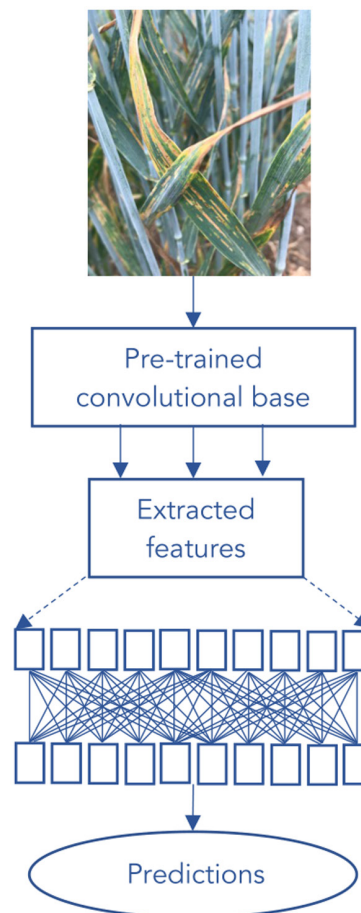 Pre-trained
convolutional base
Extracted
features
Predictions